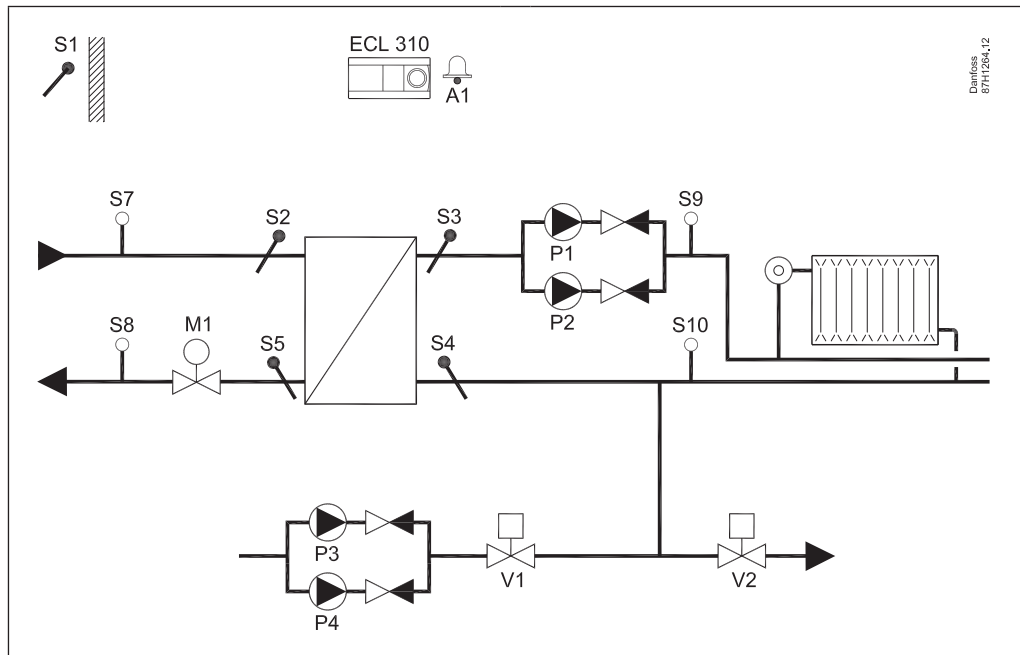 S1
ECL 310
A1
Danfoss
87H1264.12
S7
S2
S3
P1
S9
P2
S8
M1
S5
S4
S10
P3
V1
V2
P4